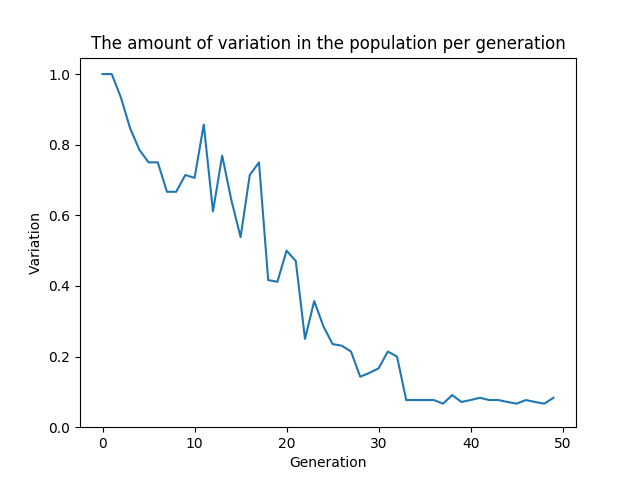 The amount of variation in the population per generation
1.0
0.8
0.6
0.4
0.2
0.0
Variation
0 10 20 30 40 50
Generation